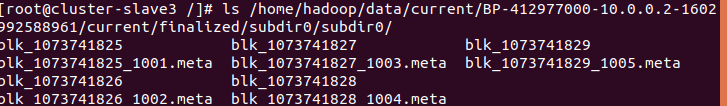 [root@cluster-slave3 /]# ls /home/hadoop/data/current/BP-412977000-10.0.0.2-1602
992588961/current/finalized/subdir0/subdir0/
blk_1073741825 blk_1073741827 blk_1073741829
blk_1073741825_1001.meta blk_1073741827_1003.meta blk_1073741829_1005.meta
blk_1073741826 blk_1073741828
blk_1073741826_1002.meta blk_1073741828_1004.meta